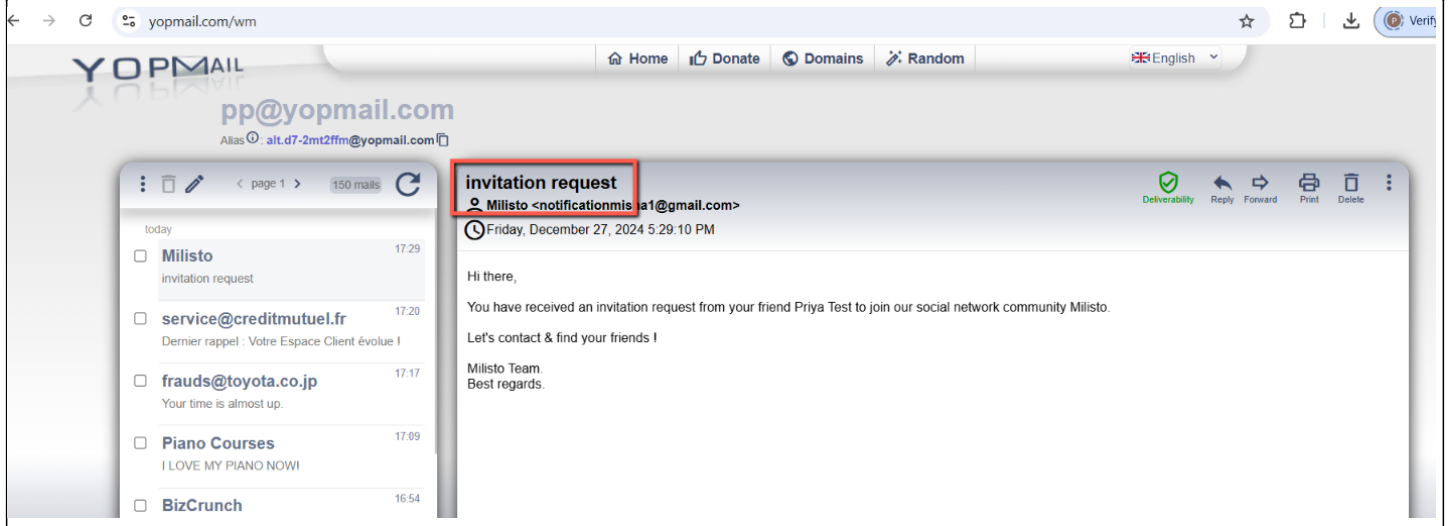 yopmail.com/wm
Verify
YOPMAIL
Home
Donate
Domains
Random
English
pp@yopmail.com
Alias : alt.d7-2mt2ffm@yopmail.com
page 1
150 mails
today
Milisto 17:29
invitation request
service@creditmutuel.fr 17:20
Dernier rappel : Votre Espace Client évolue !
frauds@toyota.co.jp 17:17
Your time is almost up.
Piano Courses 17:09
I LOVE MY PIANO NOW!
BizCrunch 16:54
invitation request
Milisto <notificationmisha1@gmail.com>
Friday, December 27, 2024 5:29:10 PM
Deliverability
Reply
Forward
Print
Delete
Hi there,
You have received an invitation request from your friend Priya Test to join our social network community Milisto.
Let's contact & find your friends !
Milisto Team.
Best regards.